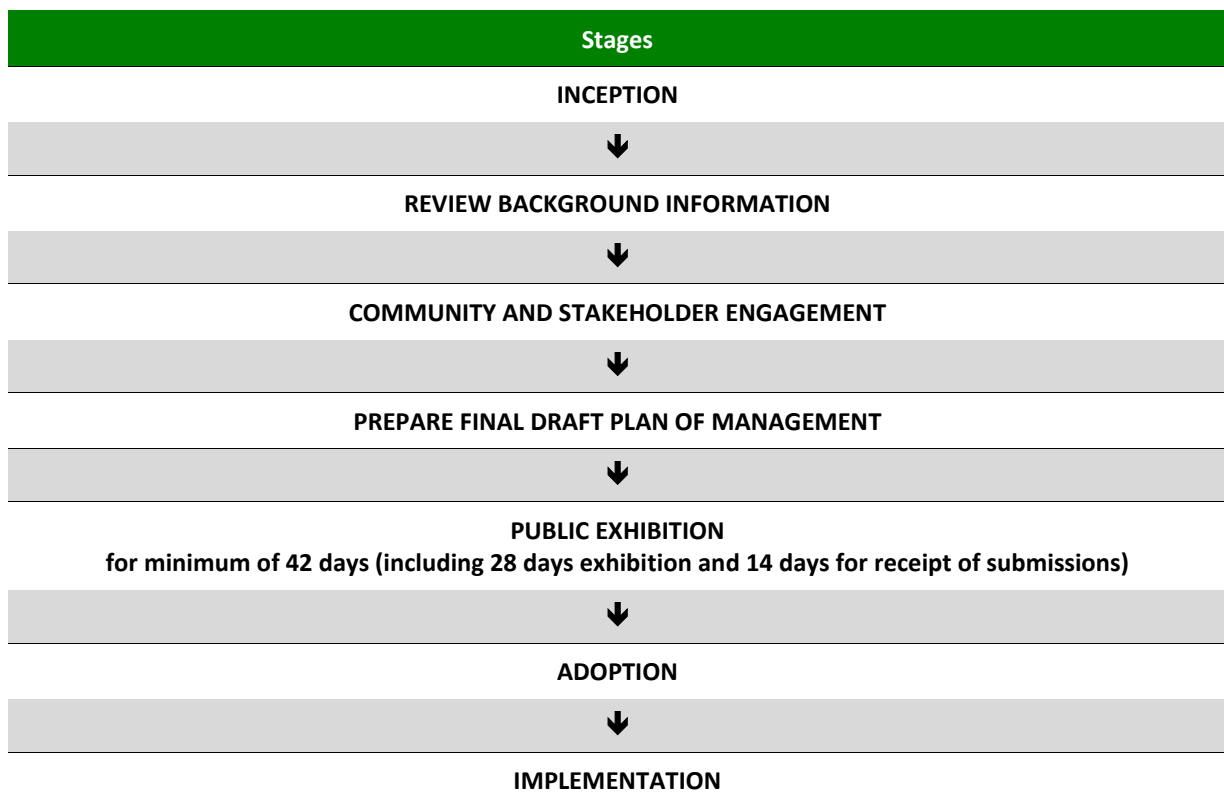 Stages
INCEPTION
🡻
REVIEW BACKGROUND INFORMATION
🡻
COMMUNITY AND STAKEHOLDER ENGAGEMENT
🡻
PREPARE FINAL DRAFT PLAN OF MANAGEMENT
🡻
PUBLIC EXHIBITION
for minimum of 42 days (including 28 days exhibition and 14 days for receipt of submissions)
🡻
ADOPTION
🡻
IMPLEMENTATION